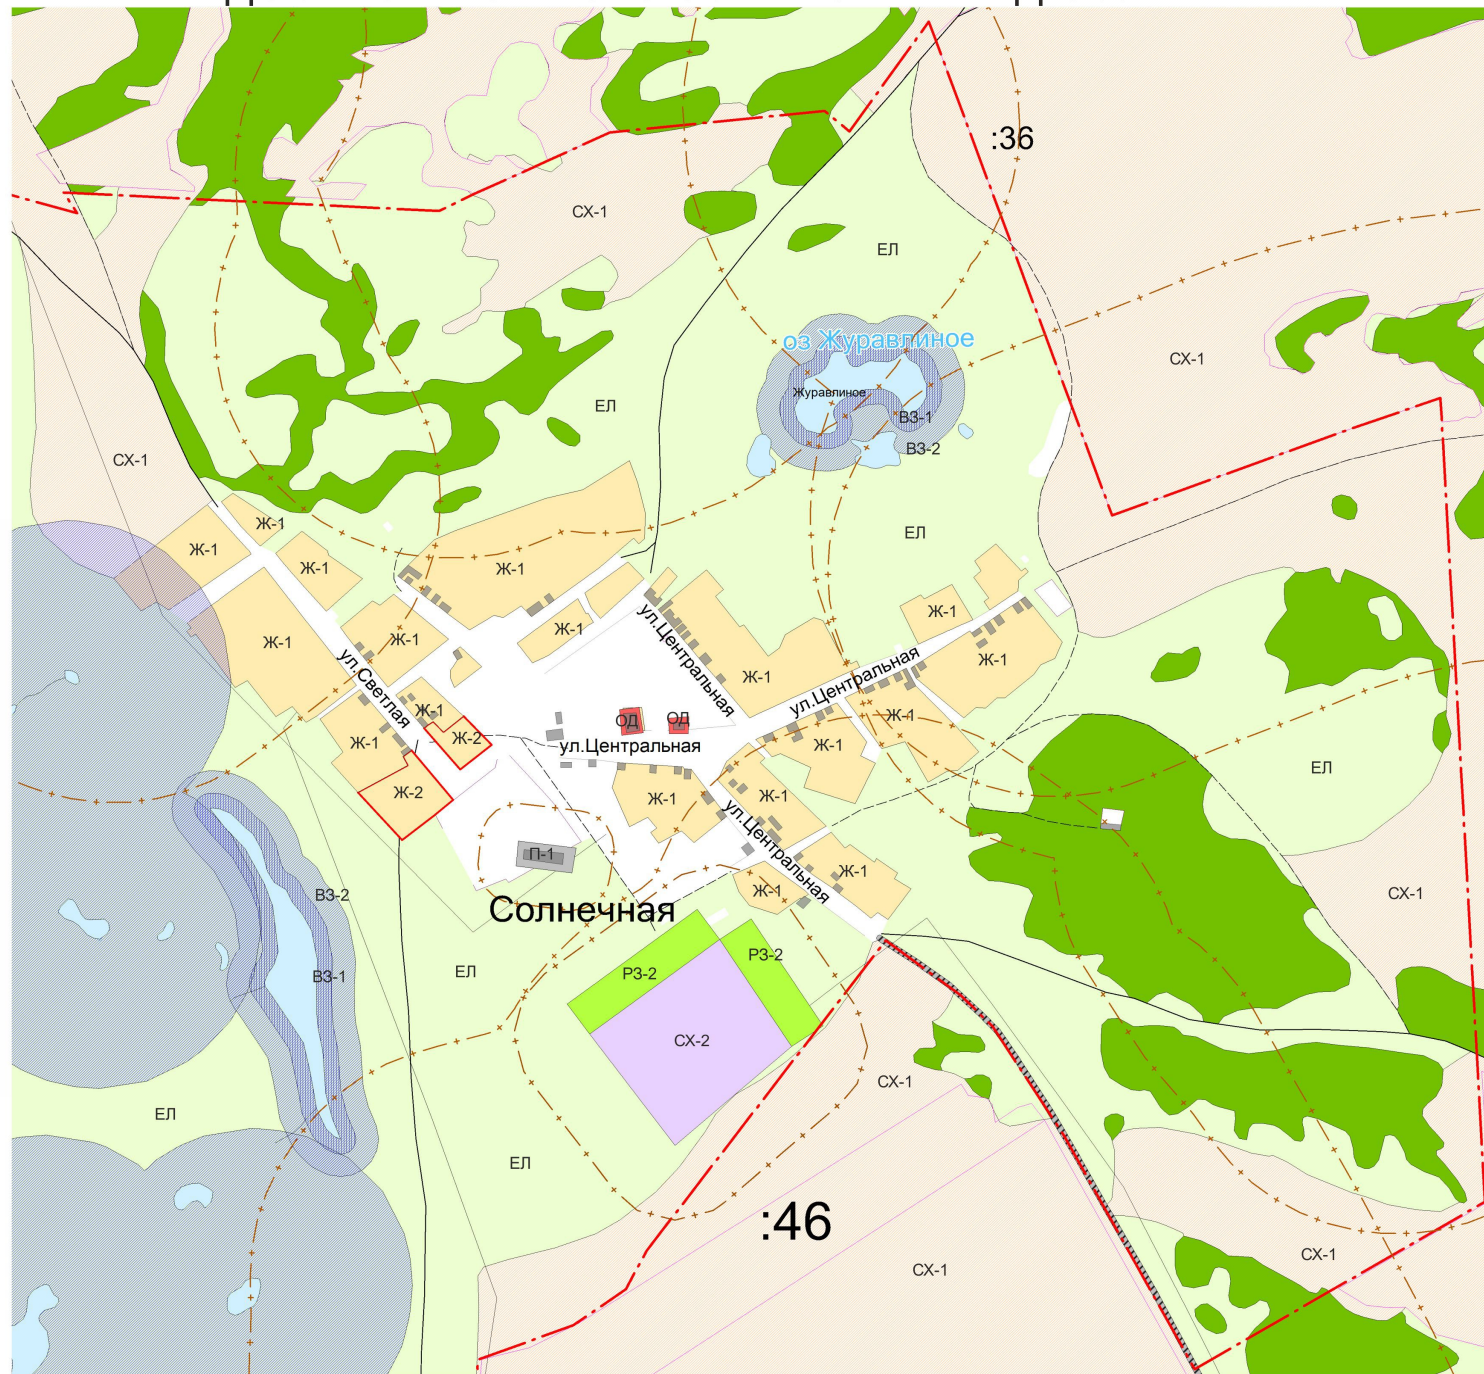 :36
СХ-1
ЕЛ
оз Журавлиное
СХ-1
Журавлиное
ЕЛ
ВЗ-1
ВЗ-2
СХ-1
Ж-1
ЕЛ
Ж-1
Ж-1
Ж-1
Ж-1
Ж-1
Ж-1
Ж-1
Ж-1
ул.Центральная
Ж-1
Ж-1
ул.Светлая
ул.Центральная
Ж-1
Ж-1
ОД
ОД
Ж-2
Ж-1
ул.Центральная
Ж-1
ЕЛ
Ж-2
Ж-1
Ж-1
ул.Центральная
П-1
Ж-1
Ж-1
ВЗ-2
СХ-1
Солнечная
РЗ-2
ЕЛ
РЗ-2
ВЗ-1
СХ-2
СХ-1
ЕЛ
ЕЛ
:46
СХ-1
СХ-1